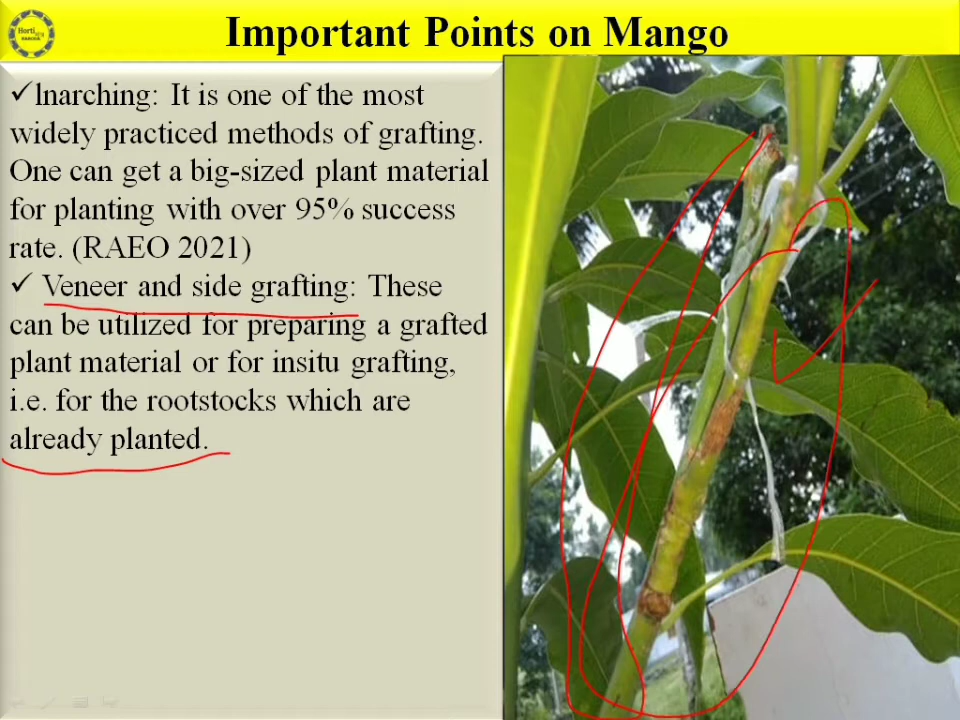 Horti
Important Points on Mango
✓Inarching: It is one of the most
widely practiced methods of grafting.
One can get a big-sized plant material
for planting with over 95% success
rate. (RAEO 2021)
✓ Veneer and side grafting: These
can be utilized for preparing a grafted
plant material or for insitu grafting,
i.e. for the rootstocks which are
already planted.